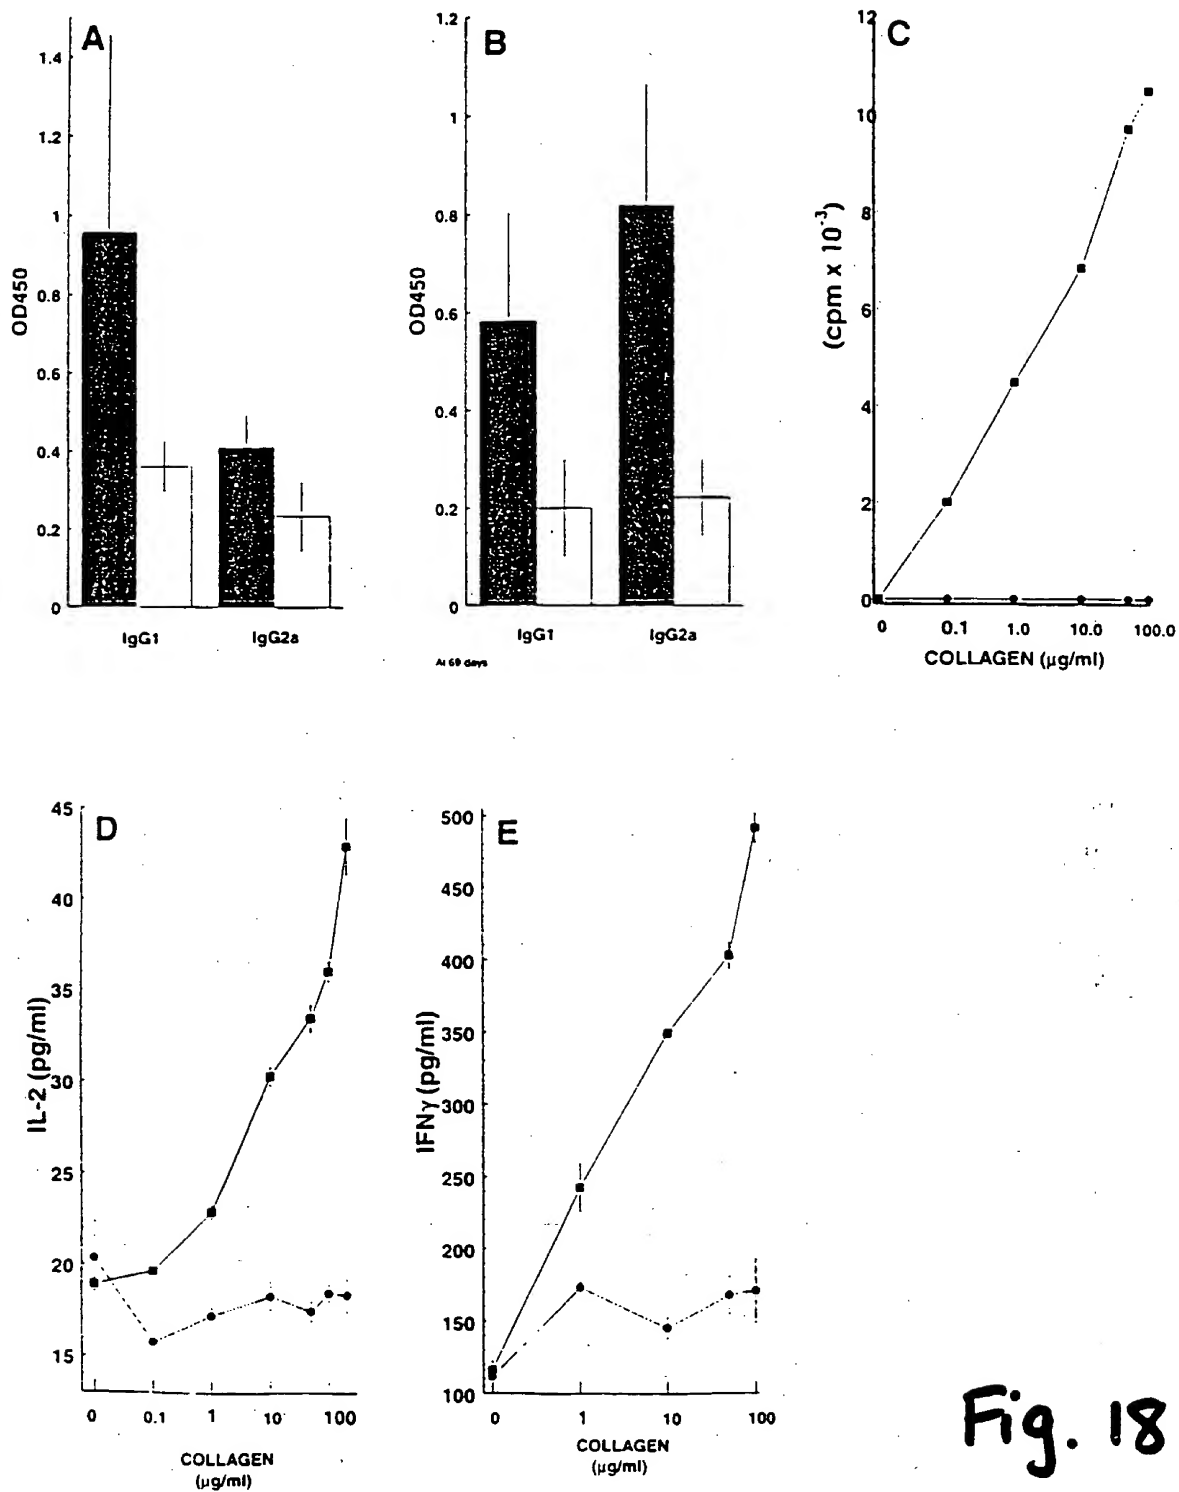 A
1.4
1.2
1
0.8
0.6
0.4
0.2
0
OD450
IgG1 IgG2a
B
1.2
1
0.8
0.6
0.4
0.2
0
OD450
IgG1 IgG2a
At 69 days
C
12
10
8
6
4
2
0
(cpm x 10-3)
0 0.1 1.0 10.0 100.0
COLLAGEN (µg/ml)
D
45
40
35
30
25
20
15
IL-2 (pg/ml)
0 0.1 1 10 100
COLLAGEN
(µg/ml)
E
500
450
400
350
300
250
200
150
100
IFNγ (pg/ml)
0 1 10 100
COLLAGEN
(µg/ml)
Fig. 18